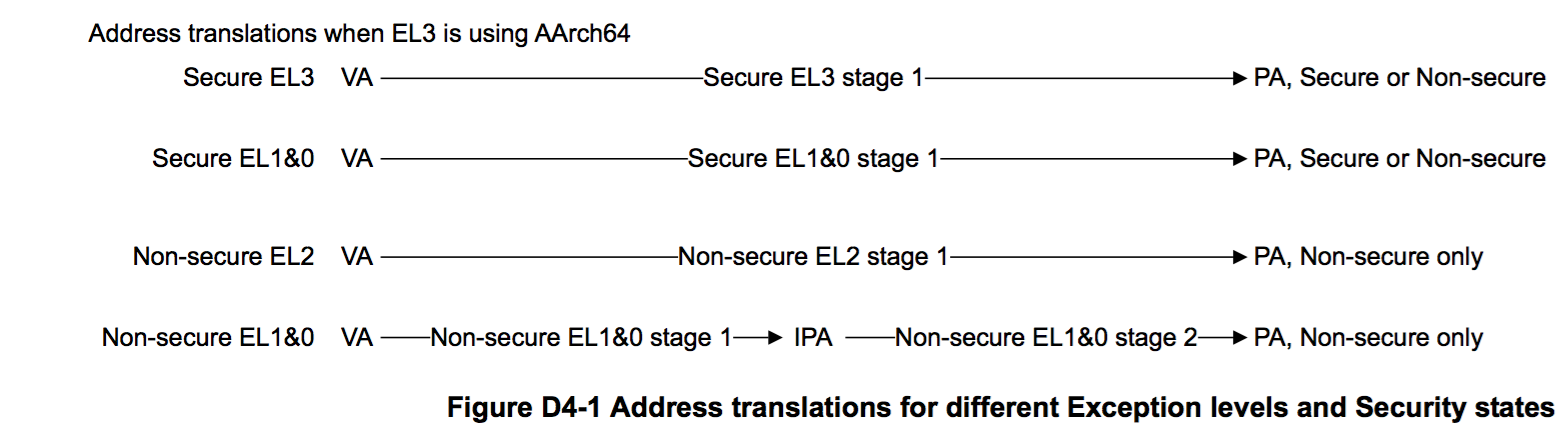 Address translations when EL3 is using AArch64
Secure EL3 VA Secure EL3 stage 1 PA, Secure or Non-secure
Secure EL1&0 VA Secure EL1&0 stage 1 PA, Secure or Non-secure
Non-secure EL2 VA Non-secure EL2 stage 1 PA, Non-secure only
Non-secure EL1&0 VA Non-secure EL1&0 stage 1 IPA Non-secure EL1&0 stage 2 PA, Non-secure only
Figure D4-1 Address translations for different Exception levels and Security states